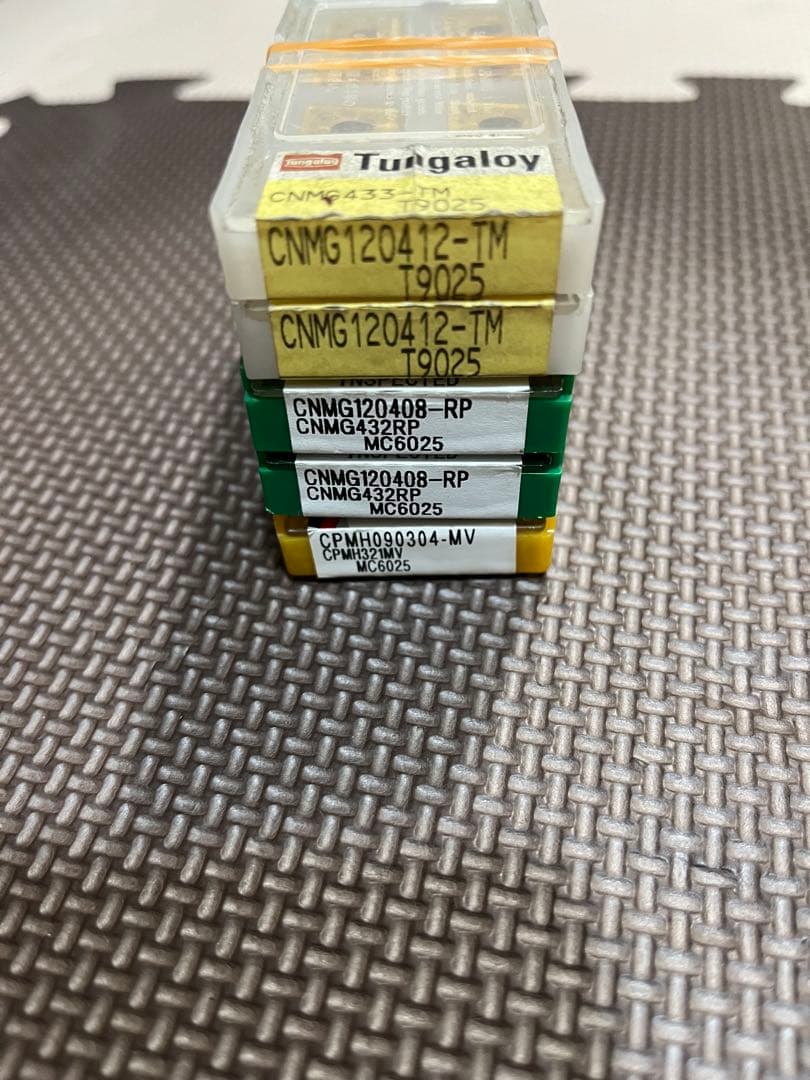 Tungaloy
Tungaloy
CNMG433-TM
T9025
CNMG120412-TM
T9025
CNMG120412-TM
T9025
INSPECTED
CNMG120408-RP
CNMG432RP
MC6025
INSPECTED
CNMG120408-RP
CNMG432RP
MC6025
CPMH090304-MV
CPMH321MV
MC6025